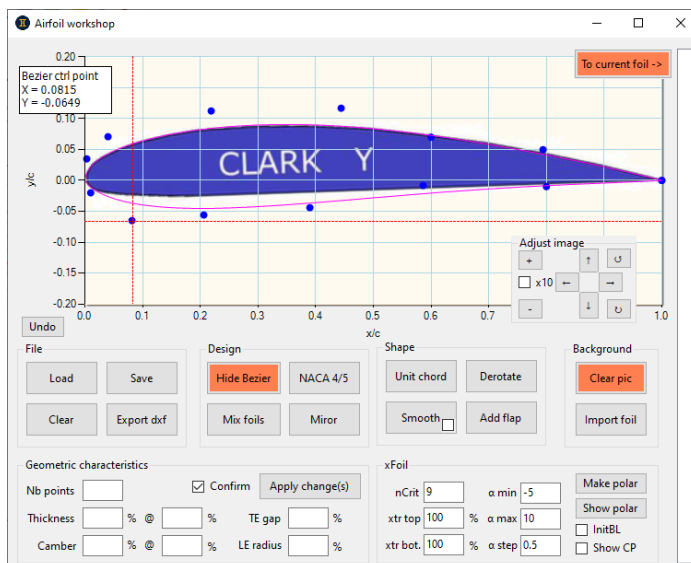 Airfoil workshop
To current foil ->
Bezier ctrl point
X = 0.0815
Y = -0.0649
0.20
0.10
0.05
0.00
-0.05
-0.10
-0.15
-0.20
y/c
CLARK Y
0.0 0.1 0.2 0.3 0.4 0.5 0.6 0.7 0.8 1.0
x/c
Adjust image
+ ↑ ↺
x10 ← →
- ↓ ↻
Undo
File
Load Save
Clear Export dxf
Design
Hide Bezier NACA 4/5
Mix foils Miror
Shape
Unit chord Derotate
Smooth Add flap
Background
Clear pic
Import foil
Geometric characteristics
Nb points Confirm Apply change(s)
Thickness % @ % TE gap %
Camber % @ % LE radius %
xFoil
nCrit 9 α min -5 Make polar
xtr top 100 % α max 10 Show polar
xtr bot. 100 % α step 0.5 InitBL
Show CP